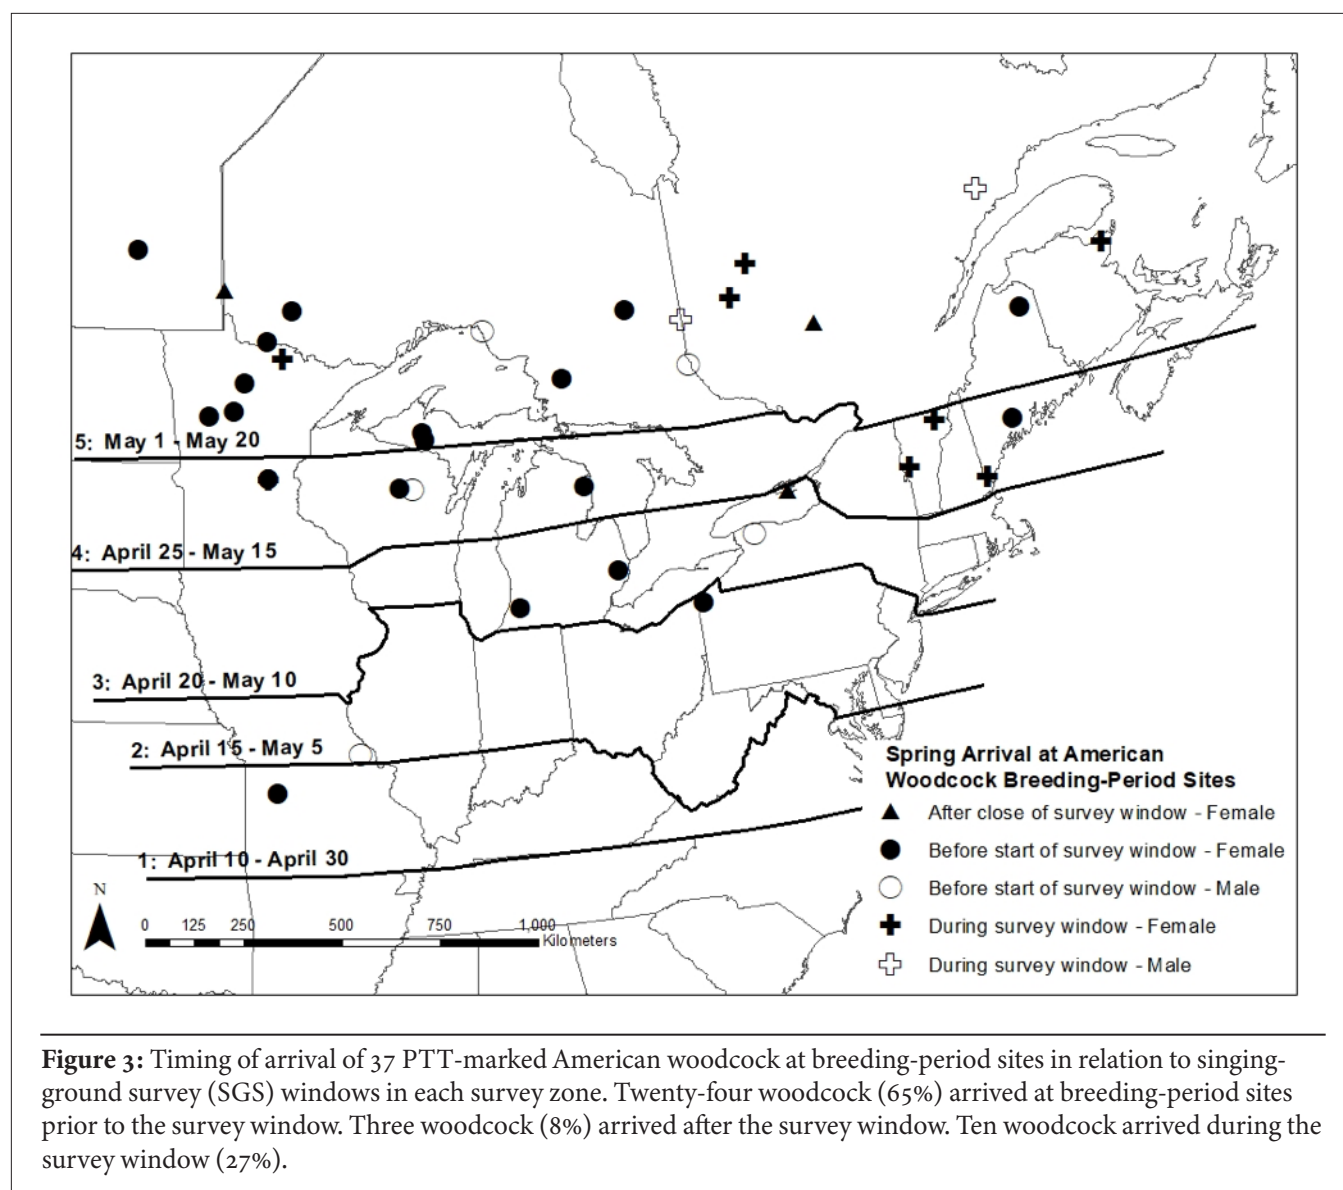 5: May 1 - May 20
4: April 25 - May 15
3: April 20 - May 10
2: April 15 - May 5
1: April 10 - April 30
N
0 125 250 500 750 1,000
Kilometers
Spring Arrival at American
Woodcock Breeding-Period Sites
After close of survey window - Female
Before start of survey window - Female
Before start of survey window - Male
During survey window - Female
During survey window - Male
Figure 3: Timing of arrival of 37 PTT-marked American woodcock at breeding-period sites in relation to singing-
ground survey (SGS) windows in each survey zone. Twenty-four woodcock (65%) arrived at breeding-period sites
prior to the survey window. Three woodcock (8%) arrived after the survey window. Ten woodcock arrived during the
survey window (27%).